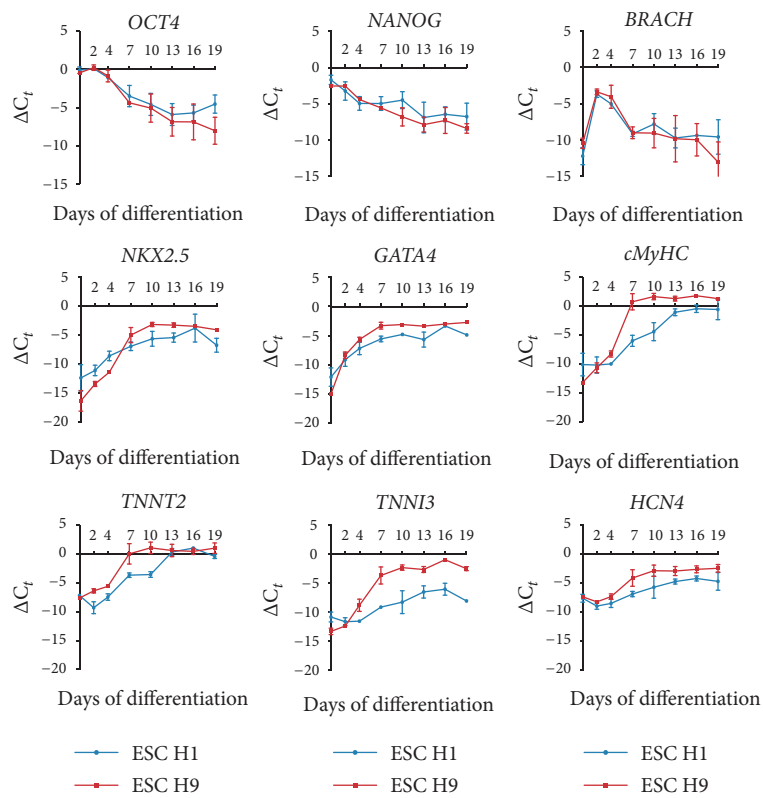 OCT4 NANOG BRACH
5 5 5
2 4 7 10 13 16 19 2 4 7 10 13 16 19 2 4 7 10 13 16 19
0 0 0
ΔCt ΔCt ΔCt
−5 −5 −5
−10 −10 −10
−15 −15 −15
Days of differentiation Days of differentiation Days of differentiation
NKX2.5 GATA4 cMyHC
5 5 5
2 4 7 10 13 16 19 2 4 7 10 13 16 19 2 4 7 10 13 16 19
0 0 0
−5 −5 −5
ΔCt ΔCt ΔCt
−10 −10 −10
−15 −15 −15
−20 −20 −20
Days of differentiation Days of differentiation Days of differentiation
TNNT2 TNNI3 HCN4
5 5 5
2 4 7 10 13 16 19 2 4 7 10 13 16 19 2 4 7 10 13 16 19
0 0 0
−5 −5 −5
ΔCt ΔCt ΔCt
−10 −10 −10
−15 −15 −15
−20 −20 −20
Days of differentiation Days of differentiation Days of differentiation
ESC H1 ESC H1 ESC H1
ESC H9 ESC H9 ESC H9